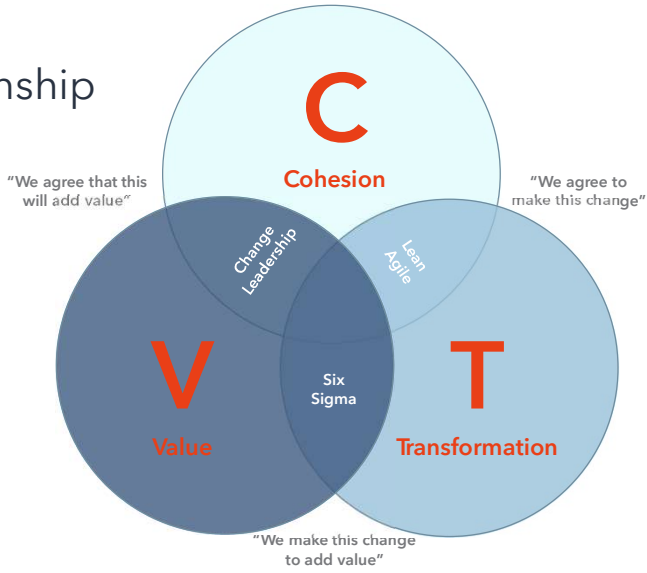 nship
C
Cohesion
"We agree that this
will add value"
"We agree to
make this change"
Change
Leadership
Lean
Agile
V
Value
Six
Sigma
T
Transformation
"We make this change
to add value"